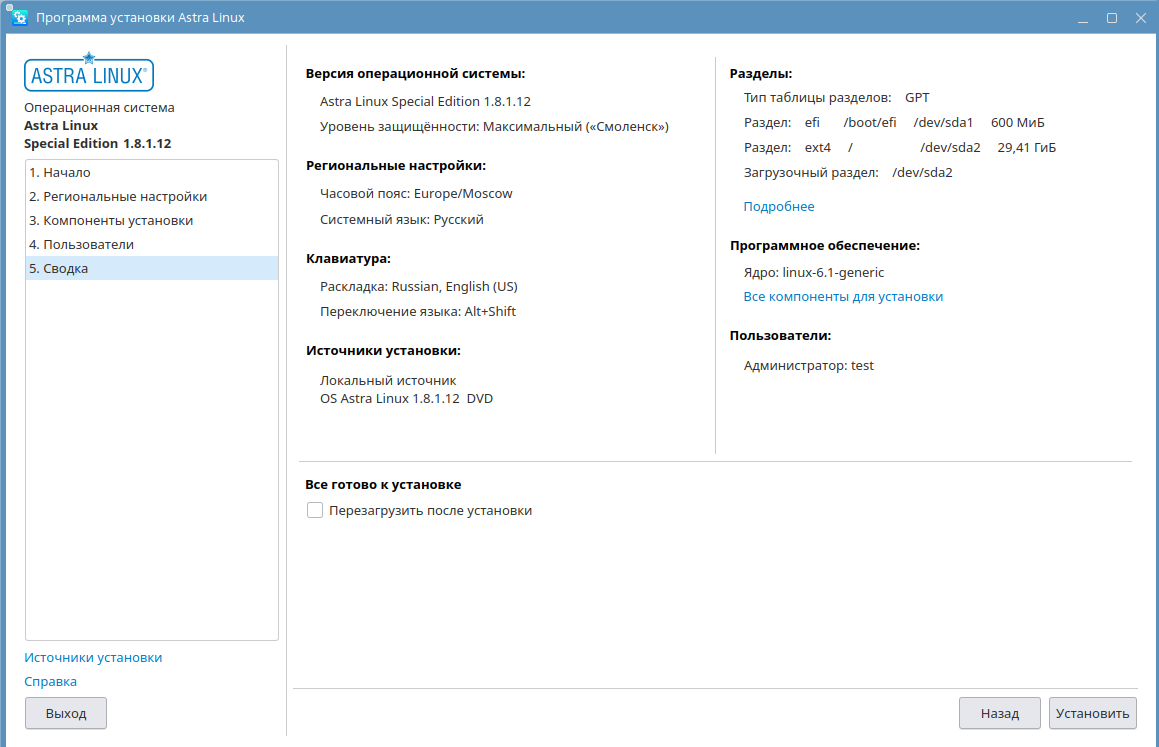 Программа установки Astra Linux
ASTRA LINUX®
Операционная система
Astra Linux
Special Edition 1.8.1.12
1. Начало
2. Региональные настройки
3. Компоненты установки
4. Пользователи
5. Сводка
Источники установки
Справка
Выход
Версия операционной системы:
Astra Linux Special Edition 1.8.1.12
Уровень защищённости: Максимальный («Смоленск»)
Региональные настройки:
Часовой пояс: Europe/Moscow
Системный язык: Русский
Клавиатура:
Раскладка: Russian, English (US)
Переключение языка: Alt+Shift
Источники установки:
Локальный источник
OS Astra Linux 1.8.1.12 DVD
Разделы:
Тип таблицы разделов: GPT
Раздел: efi /boot/efi /dev/sda1 600 МиБ
Раздел: ext4 / /dev/sda2 29,41 ГиБ
Загрузочный раздел: /dev/sda2
Подробнее
Программное обеспечение:
Ядро: linux-6.1-generic
Все компоненты для установки
Пользователи:
Администратор: test
Все готово к установке
Перезагрузить после установки
Назад
Установить